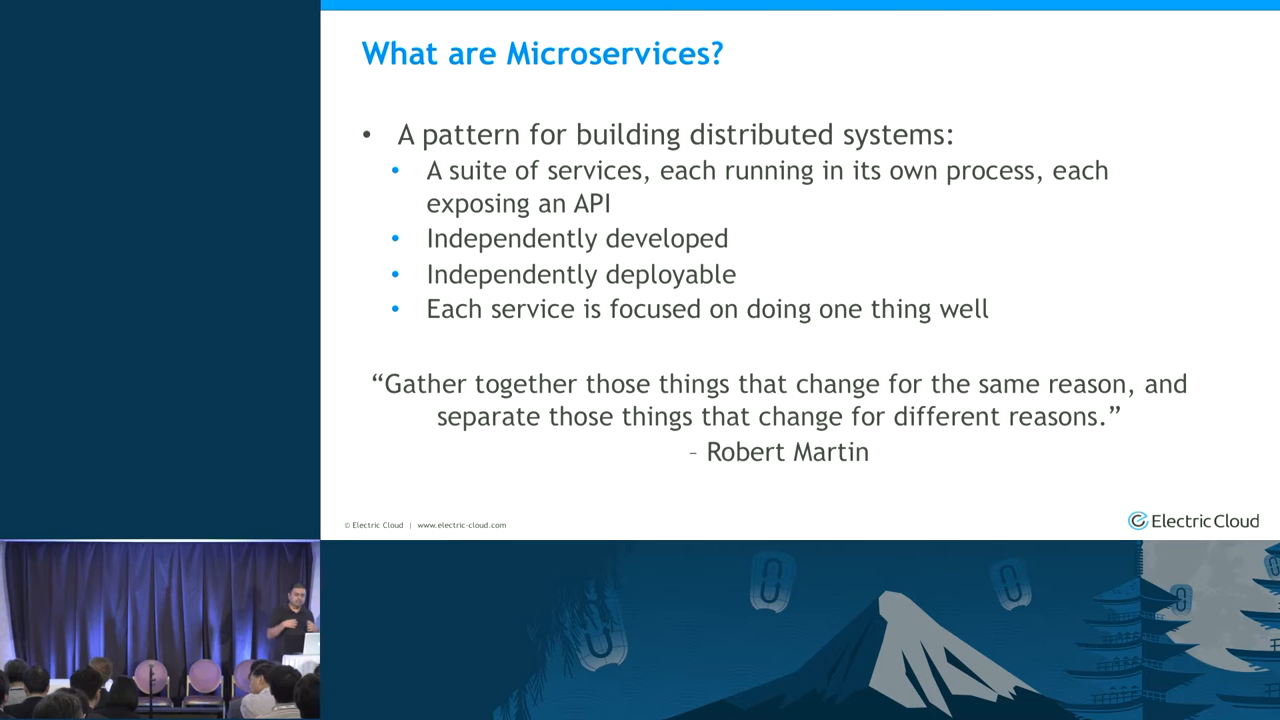 What are Microservices?
• A pattern for building distributed systems:
• A suite of services, each running in its own process, each
exposing an API
• Independently developed
• Independently deployable
• Each service is focused on doing one thing well
“Gather together those things that change for the same reason, and
separate those things that change for different reasons.”
– Robert Martin
© Electric Cloud | www.electric-cloud.com
Electric Cloud